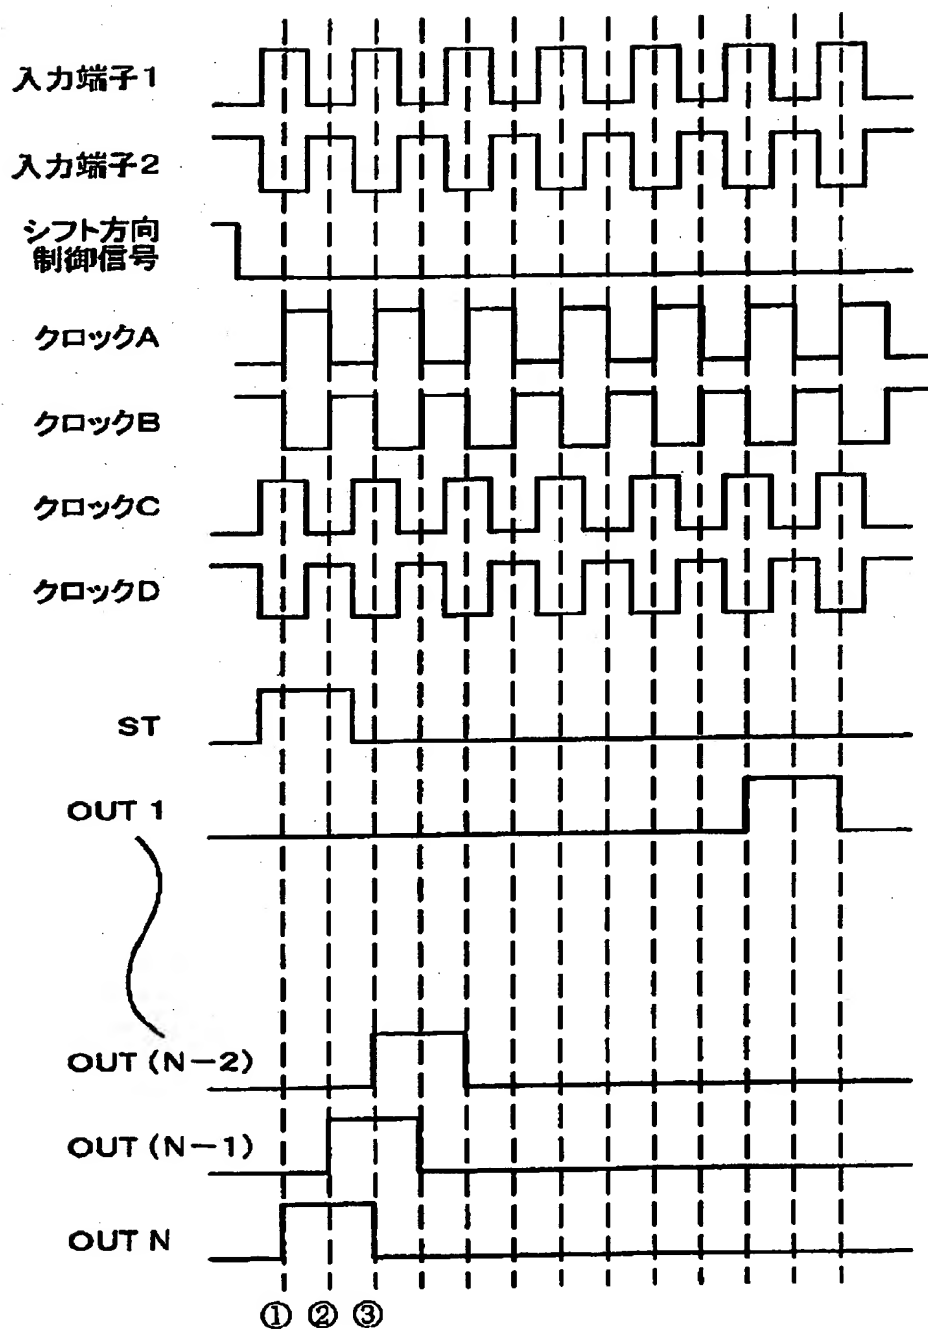 入力端子1
入力端子2
シフト方向
制御信号
クロックA
クロックB
クロックC
クロックD
ST
OUT 1
OUT (N-2)
OUT (N-1)
OUT N
① ② ③